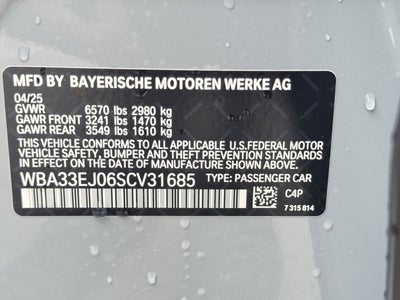 MFD BY BAYERISCHE MOTOREN WERKE AG
04/25
GVWR 6570 lbs 2980 kg
GAWR FRONT 3241 lbs 1470 kg
GAWR REAR 3549 lbs 1610 kg
THIS VEHICLE CONFORMS TO ALL APPLICABLE
U.S.FEDERAL MOTOR
VEHICLE SAFETY, BUMPER, AND THEFT PREVENTION
STANDARDS IN
EFFECT ON THE DATE OF MANUFACTURE SHOWN ABOVE.
WBA33EJ06SCV31685 TYPE: PASSENGER CAR
C4P
7 315 814